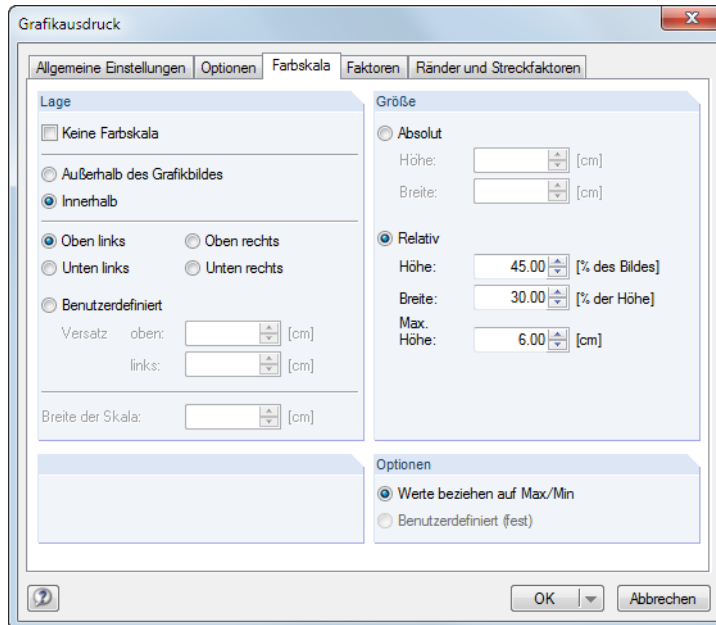 Grafikausdruck
Allgemeine Einstellungen Optionen Farbskala Faktoren Ränder und Streckfaktoren
Lage
Keine Farbskala
Außerhalb des Grafikbildes
Innerhalb
Oben links Oben rechts
Unten links Unten rechts
Benutzerdefiniert
Versatz oben: [cm]
links: [cm]
Breite der Skala: [cm]
Größe
Absolut
Höhe: [cm]
Breite: [cm]
Relativ
Höhe: 45.00 [% des Bildes]
Breite: 30.00 [% der Höhe]
Max.
Höhe: 6.00 [cm]
Optionen
Werte beziehen auf Max/Min
Benutzerdefiniert (fest)
OK Abbrechen